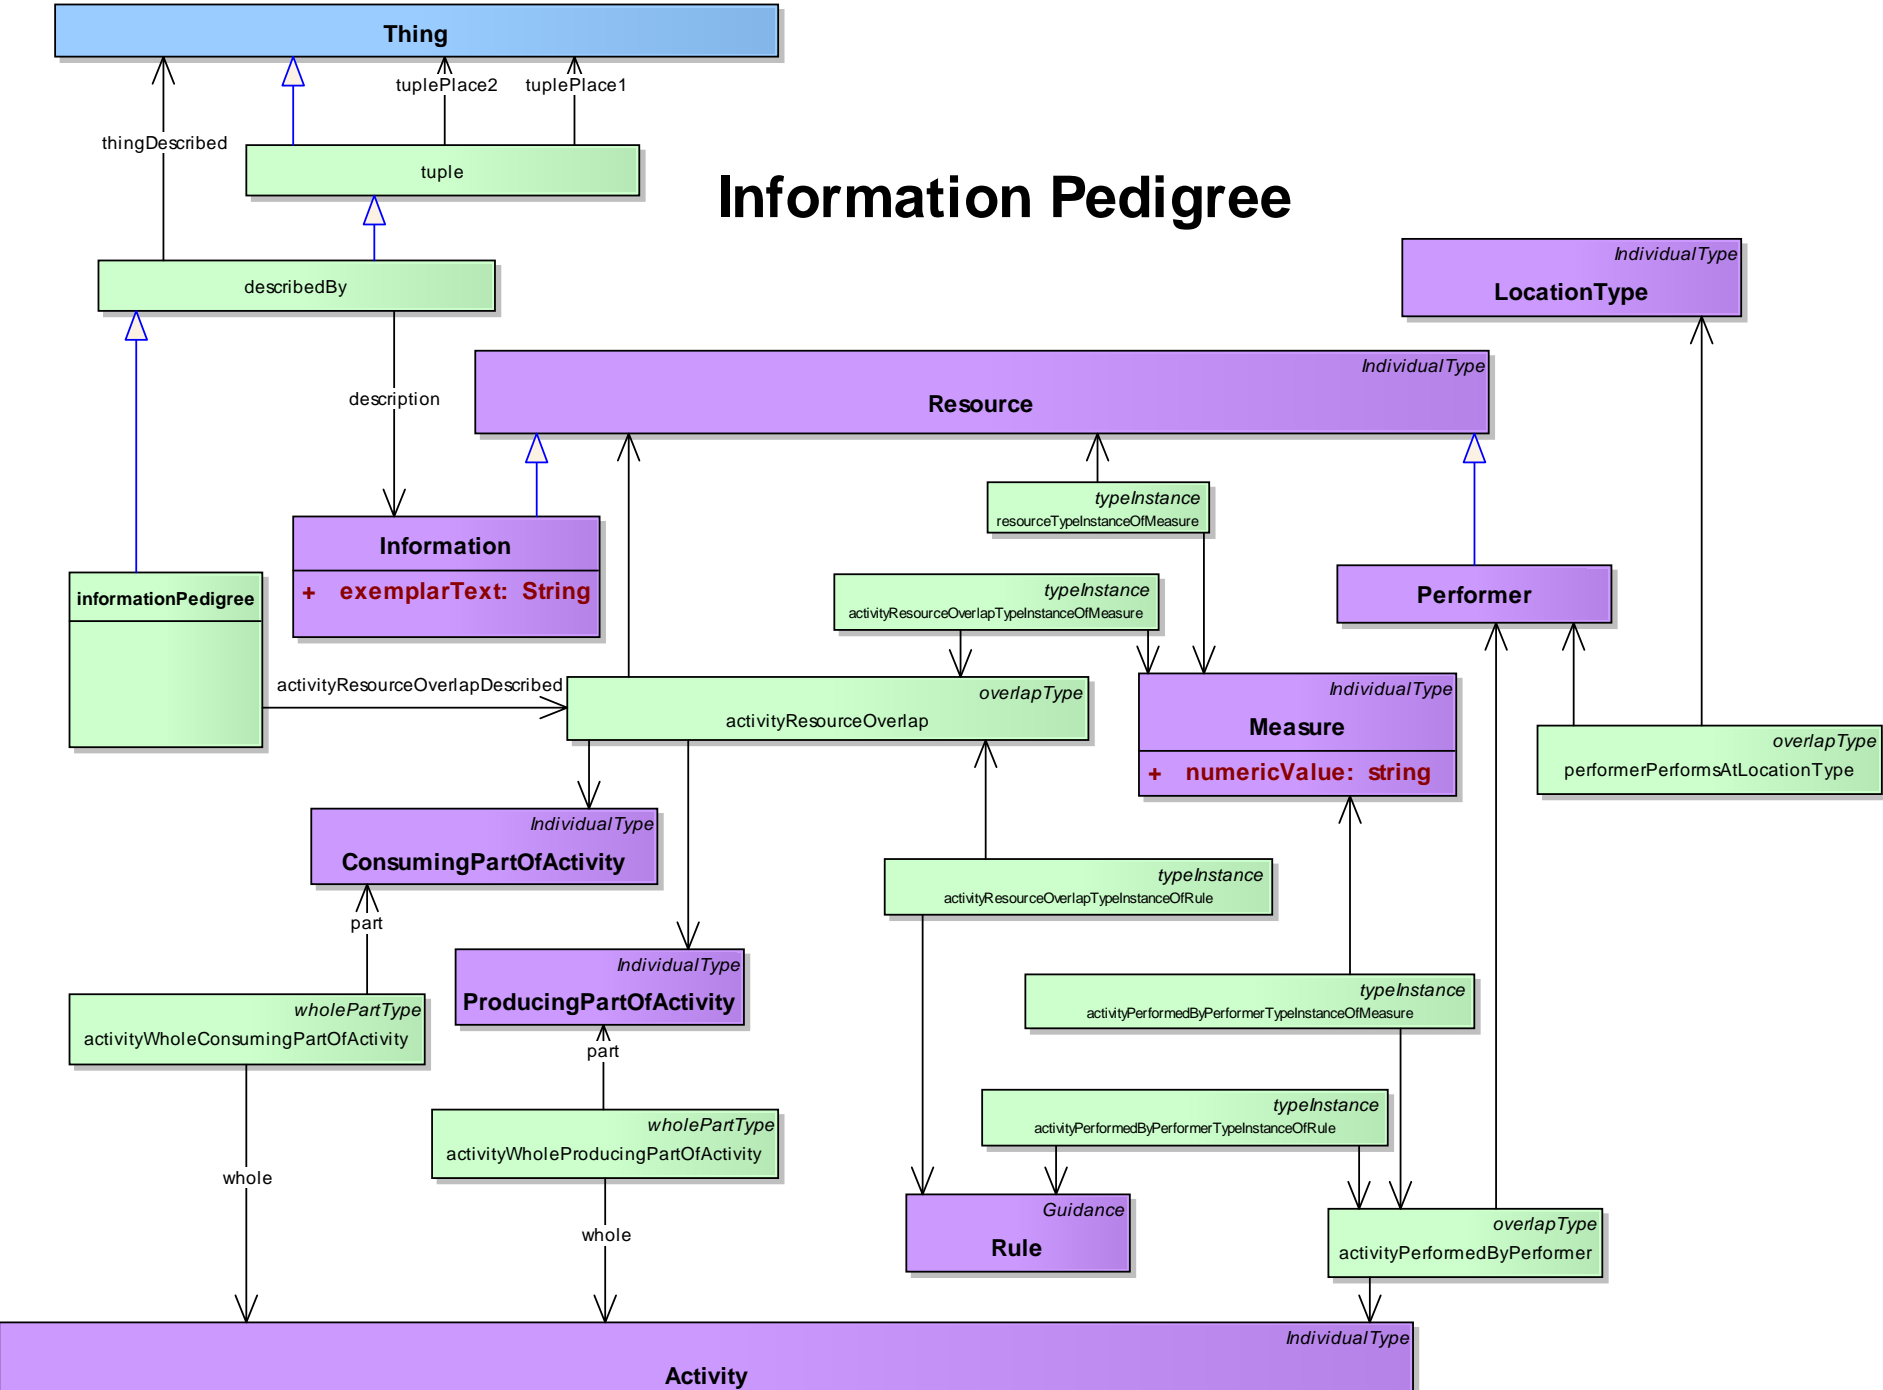 Thing
tuplePlace2
tuplePlace1
thingDescribed
tuple
Information Pedigree
IndividualType
LocationType
describedBy
IndividualType
Resource
description
typeInstance
resourceTypeInstanceOfMeasure
Information
+ exemplarText: String
informationPedigree
typeInstance
activityResourceOverlapTypeInstanceOfMeasure
Performer
activityResourceOverlapDescribed
overlapType
activityResourceOverlap
IndividualType
Measure
+ numericValue: string
overlapType
performerPerformsAtLocationType
IndividualType
ConsumingPartOfActivity
typeInstance
activityResourceOverlapTypeInstanceOfRule
part
IndividualType
ProducingPartOfActivity
wholePartType
activityWholeConsumingPartOfActivity
typeInstance
activityPerformedByPerformerTypeInstanceOfMeasure
part
wholePartType
activityWholeProducingPartOfActivity
typeInstance
activityPerformedByPerformerTypeInstanceOfRule
whole
whole
Guidance
Rule
overlapType
activityPerformedByPerformer
IndividualType
Activity